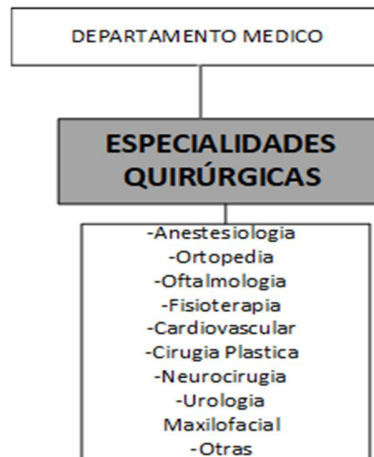 DEPARTAMENTO MEDICO
ESPECIALIDADES
QUIRÚRGICAS
-Anestesiologia
-Ortopedia
-Oftalmologia
-Fisioterapia
-Cardiovascular
-Cirugia Plastica
-Neurocirugia
-Urologia
Maxilofacial
-Otras